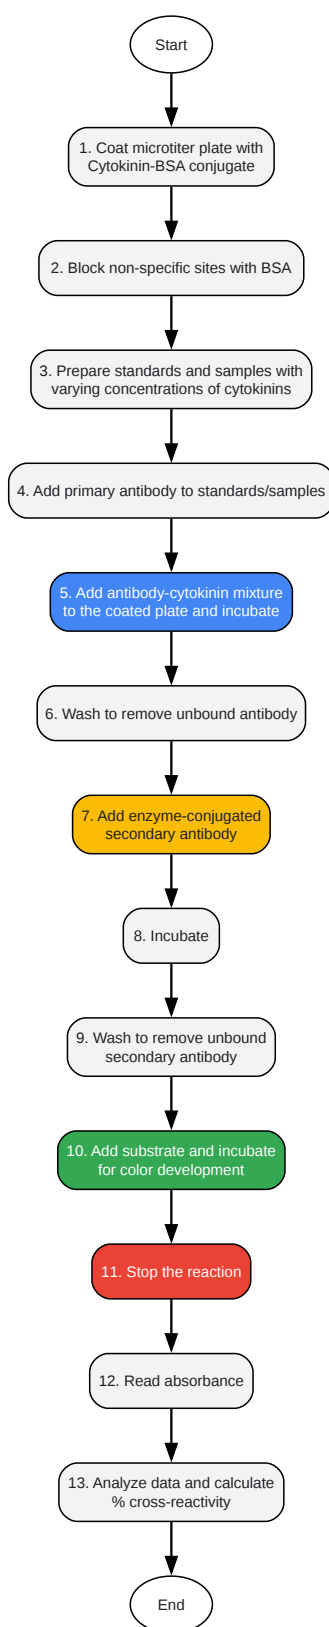 Start
1. Coat microtiter plate with
Cytokinin-BSA conjugate
2. Block non-specific sites with BSA
3. Prepare standards and samples with
varying concentrations of cytokinins
4. Add primary antibody to standards/samples
5. Add antibody-cytokinin mixture
to the coated plate and incubate
6. Wash to remove unbound antibody
7. Add enzyme-conjugated
secondary antibody
8. Incubate
9. Wash to remove unbound
secondary antibody
10. Add substrate and incubate
for color development
11. Stop the reaction
12. Read absorbance
13. Analyze data and calculate
% cross-reactivity
End